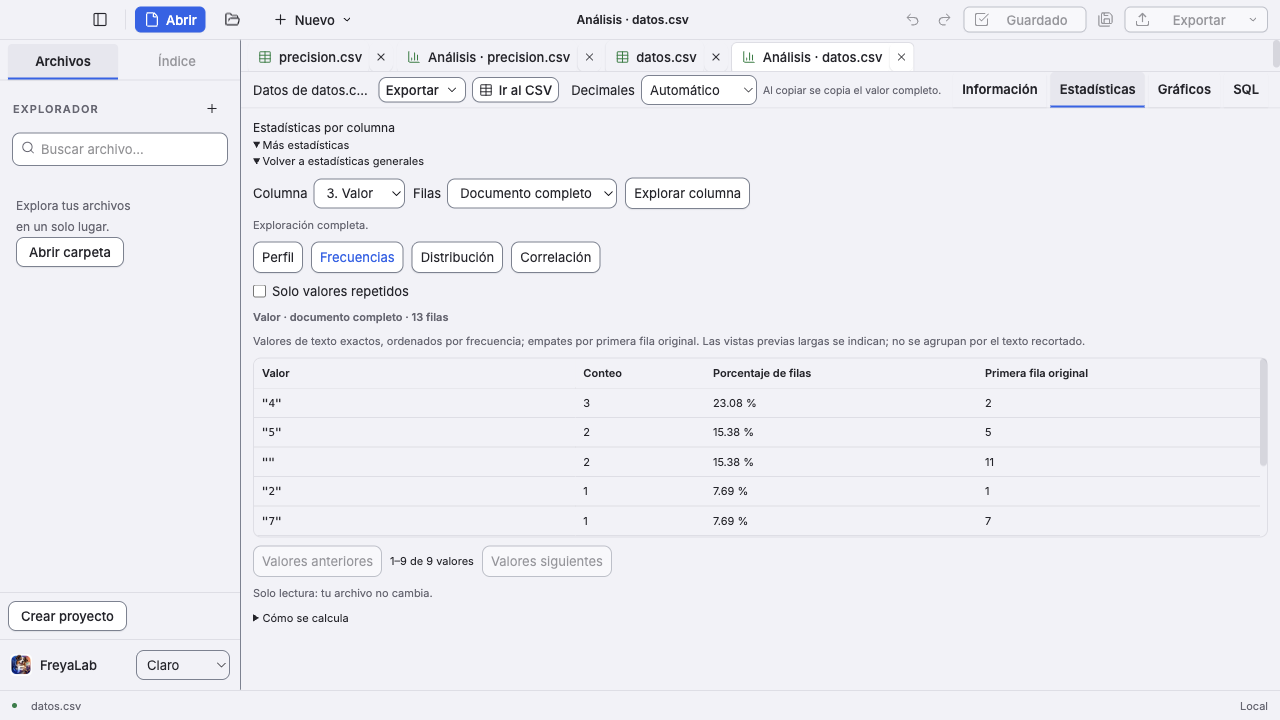 Abrir
Nuevo
Análisis · datos.csv
Guardado
Exportar
Archivos
Índice
precision.csv
Análisis · precision.csv
datos.csv
Análisis · datos.csv
Datos de datos.c...
Exportar
Ir al CSV
Decimales
Automático
Al copiar se copia el valor completo.
Información
Estadísticas
Gráficos
SQL
EXPLORADOR
Buscar archivo...
Explora tus archivos
en un solo lugar.
Abrir carpeta
Estadísticas por columna
Más estadísticas
Volver a estadísticas generales
Columna
3. Valor
Filas
Documento completo
Explorar columna
Exploración completa.
Perfil
Frecuencias
Distribución
Correlación
Solo valores repetidos
Valor · documento completo · 13 filas
Valores de texto exactos, ordenados por frecuencia; empates por primera fila original. Las vistas previas largas se indican; no se agrupan por el texto recortado.
Valor Conteo Porcentaje de filas Primera fila original
"4" 3 23.08 % 2
"5" 2 15.38 % 5
"" 2 15.38 % 11
"2" 1 7.69 % 1
"7" 1 7.69 % 7
Valores anteriores
1–9 de 9 valores
Valores siguientes
Solo lectura: tu archivo no cambia.
Cómo se calcula
Crear proyecto
FreyaLab
Claro
datos.csv
Local